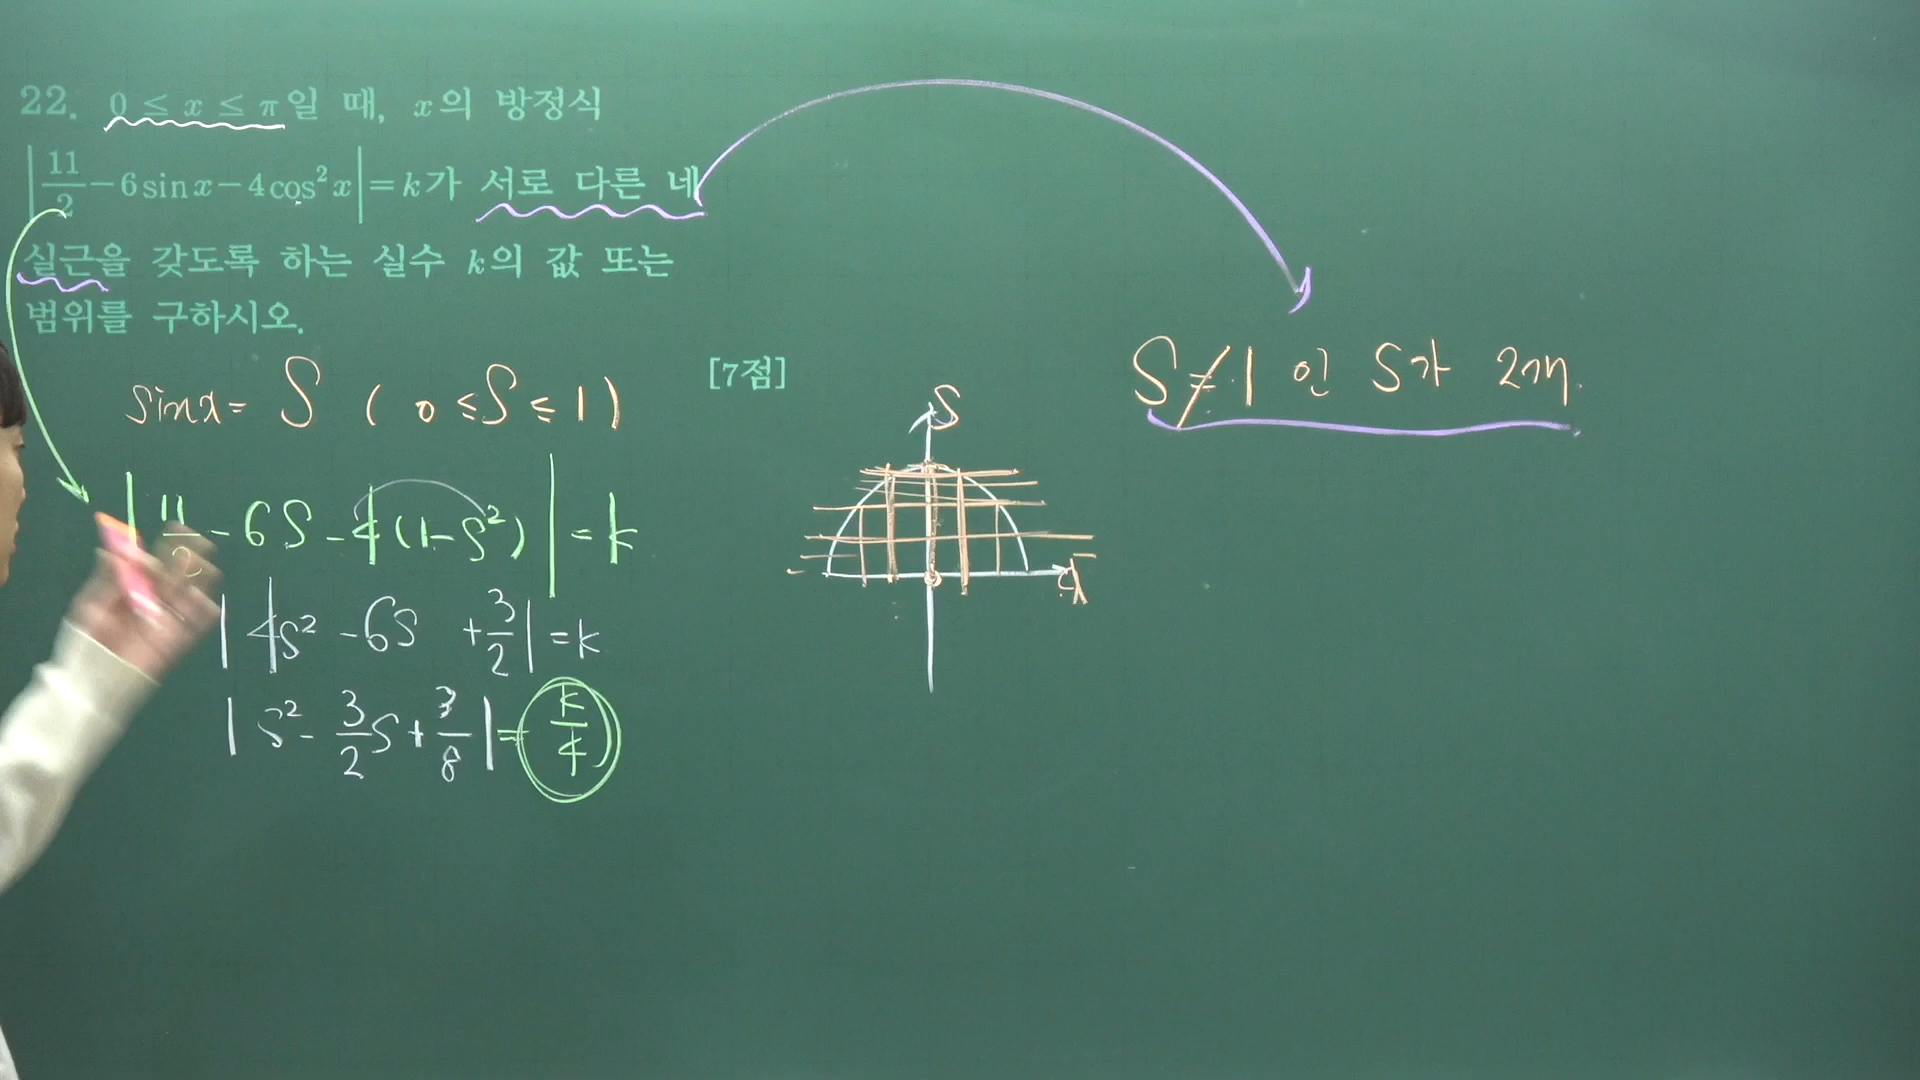 22. 0 ≤ x ≤ π일 때, x의 방정식
|11/2 - 6sinx - 4cos²x| = k가 서로 다른 네
실근을 갖도록 하는 실수 k의 값 또는
범위를 구하시오.
[7점]
sinx = S ( 0 ≤ S ≤ 1 )
|11/2 - 6S - 4(1-S²)| = k
|4S² - 6S + 3/2| = k
|S² - 3/2 S + 3/8| = k/4
S
x
S ≠ 1 인 S가 2개.